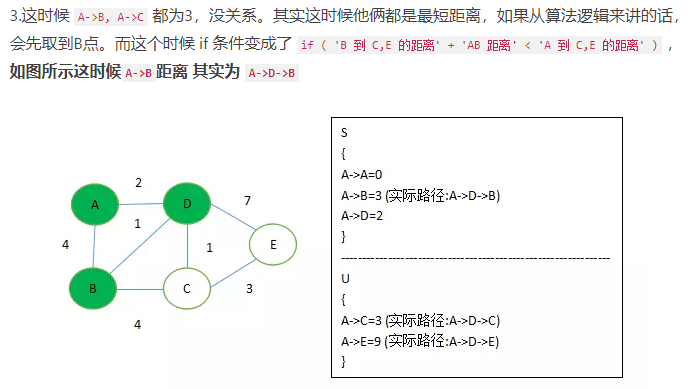 3.这时候 A->B, A->C 都为3，没关系。其实这时候他俩都是最短距离，如果从算法逻辑来讲的话，
会先取到B点。而这个时候 if 条件变成了 if ( 'B 到 C,E 的距离' + 'AB 距离' < 'A 到 C,E 的距离' ) ，
如图所示这时候 A->B 距离 其实为 A->D->B
S
{
A->A=0
A->B=3 (实际路径:A->D->B)
A->D=2
}
--------------------------------------------------------------
U
{
A->C=3 (实际路径:A->D->C)
A->E=9 (实际路径:A->D->E)
}
2
A
D
7
1
4
1
E
B
C
3
4